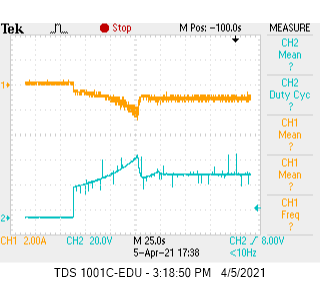 Tek Stop M Pos: -100.0s MEASURE
CH2
Mean
?
CH2
Duty Cyc
?
CH1
Mean
?
CH1
Mean
?
CH1
Freq
?
1
2
CH1 2.00A CH2 20.0V M 25.0s CH2 8.00V
5-Apr-21 17:38 <10Hz
TDS 1001C-EDU - 3:18:50 PM 4/5/2021